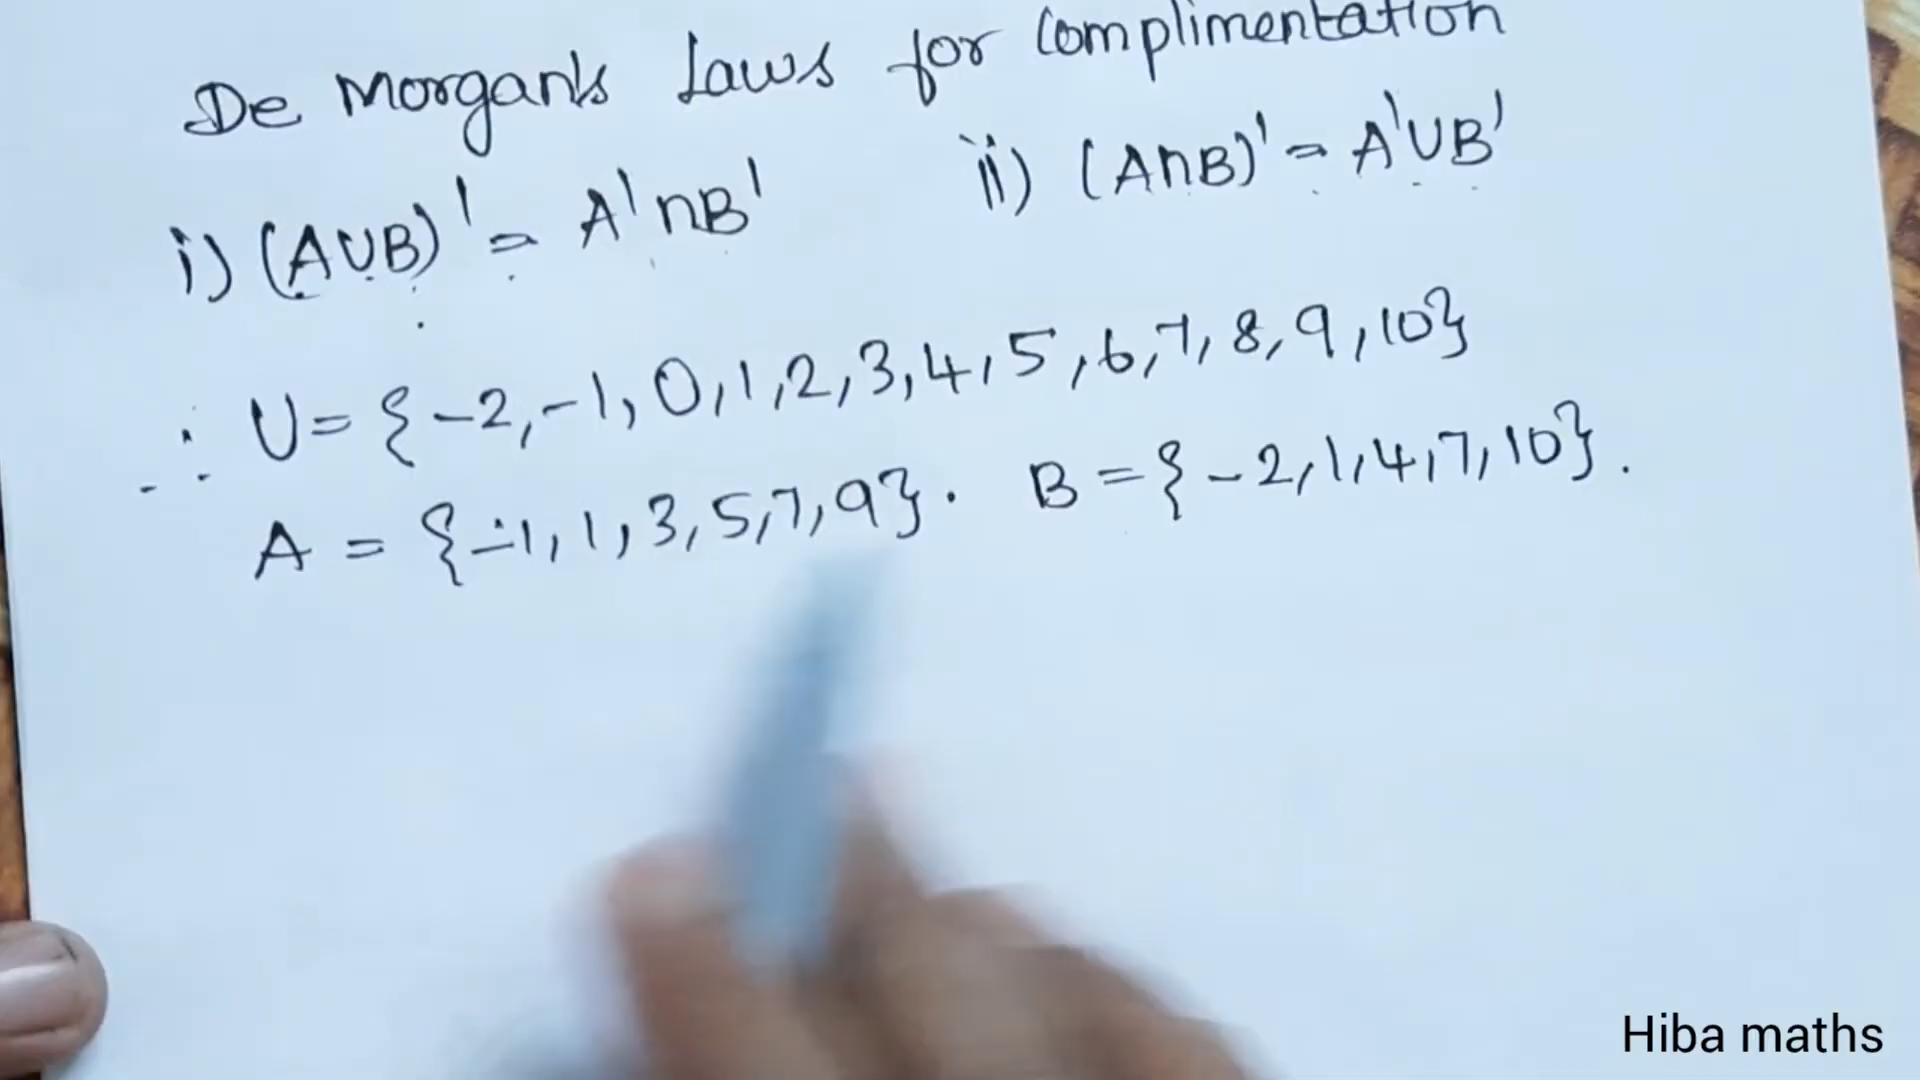 De Morgan's Laws for Complimentation
i) (A∪B)' = A'∩B' ii) (A∩B)' = A'∪B'
∴ U = {-2, -1, 0, 1, 2, 3, 4, 5, 6, 7, 8, 9, 10}
A = {-1, 1, 3, 5, 7, 9}. B = {-2, 1, 4, 7, 10}.
Hiba maths